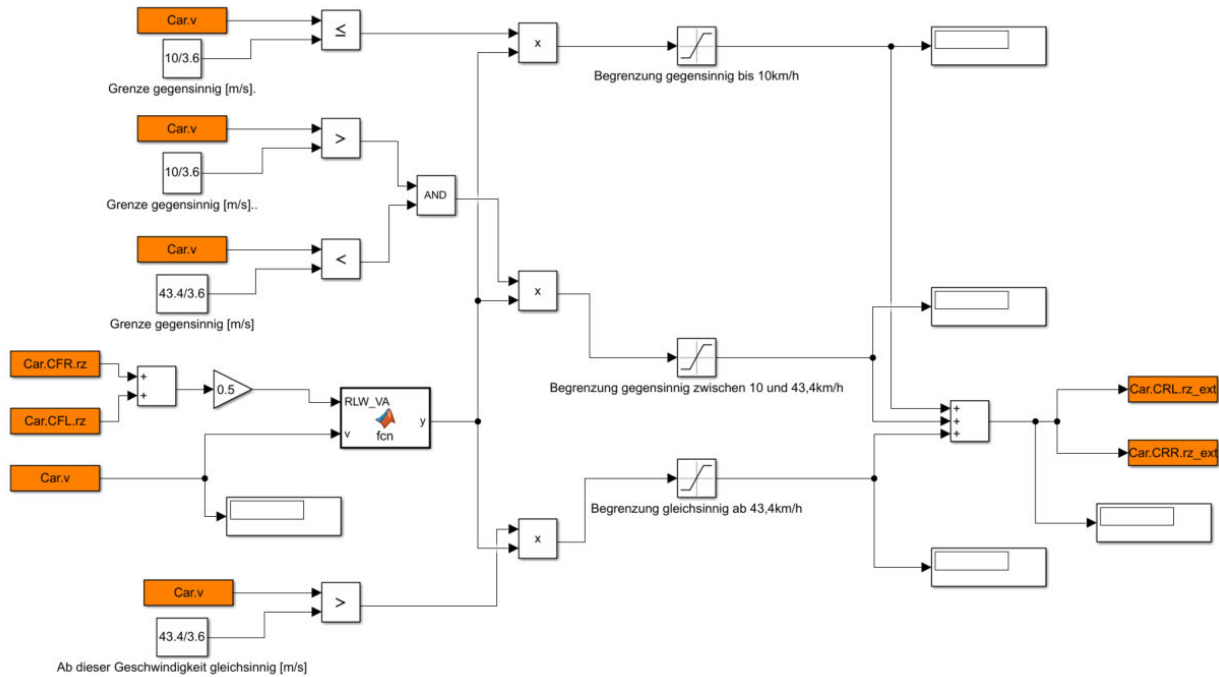 Car.v
≤
10/3.6
Grenze gegensinnig [m/s].
x
Begrenzung gegensinnig bis 10km/h
Car.v
>
10/3.6
Grenze gegensinnig [m/s]..
AND
Car.v
<
43.4/3.6
Grenze gegensinnig [m/s]
x
Begrenzung gegensinnig zwischen 10 und 43,4km/h
Car.CFR.rz
+
+
Car.CFL.rz
0.5
RLW_VA
v
fcn
y
Car.v
Begrenzung gleichsinnig ab 43,4km/h
x
+
+
+
Car.CRL.rz_ext
Car.CRR.rz_ext
Car.v
>
43.4/3.6
Ab dieser Geschwindigkeit gleichsinnig [m/s]